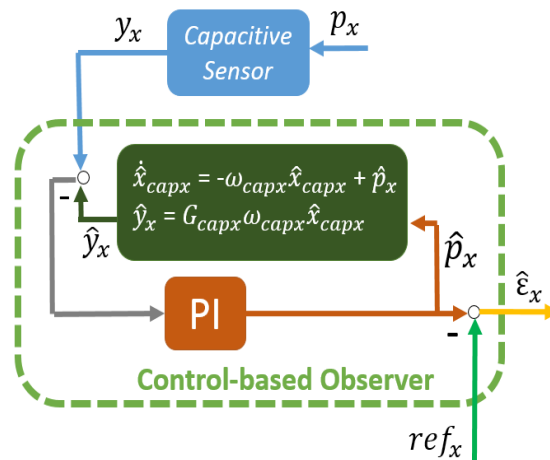 y_x
Capacitive
Sensor
p_x
ẋ̂_capx = -ω_capx x̂_capx + p̂_x
ŷ_x = G_capx ω_capx x̂_capx
-
ŷ_x
p̂_x
PI
ε̂_x
-
Control-based Observer
ref_x